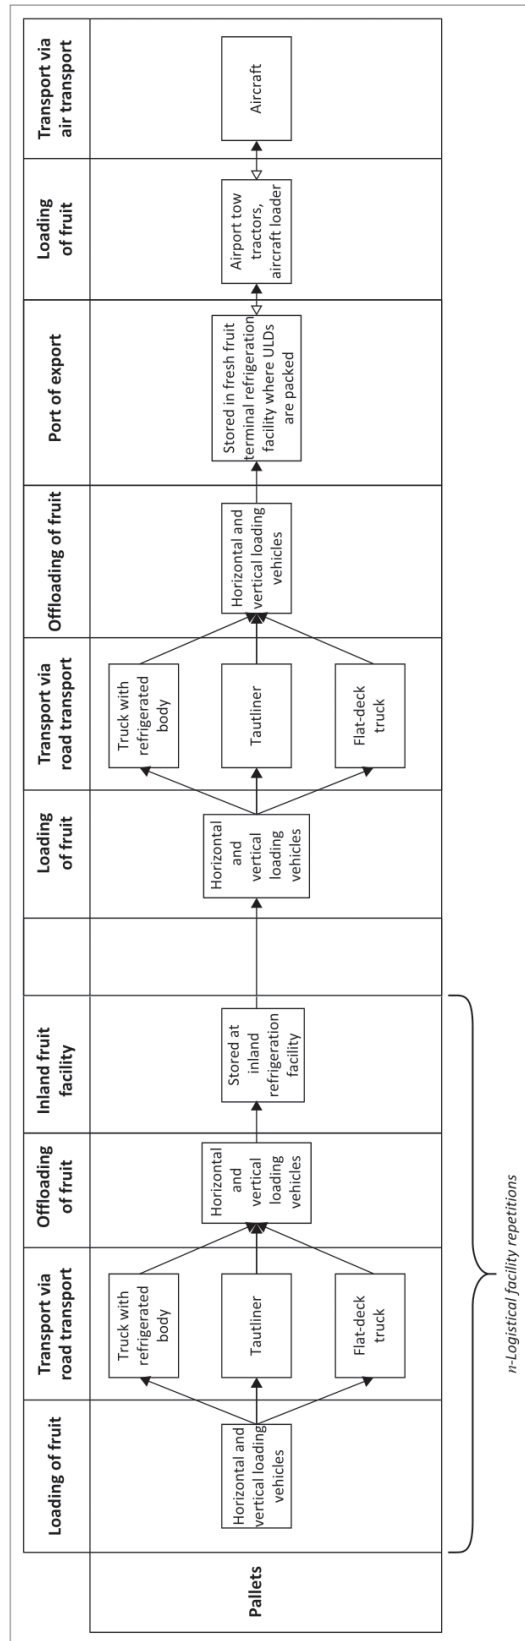 Pallets
Loading of fruit
Horizontal and
vertical loading
vehicles
Transport via
road transport
Truck with
refrigerated
body
Tautliner
Flat-deck
truck
Offloading
of fruit
Horizontal
and
vertical
loading
vehicles
Inland fruit
facility
Stored at
inland
refrigeration
facility
Loading
of fruit
Horizontal
and
vertical
loading
vehicles
Transport via
road transport
Truck with
refrigerated
body
Tautliner
Flat-deck
truck
Offloading of fruit
Horizontal and
vertical loading
vehicles
Port of export
Stored in fresh fruit
terminal refrigeration
facility where ULDs
are packed
Loading
of fruit
Airport tow
tractors,
aircraft loader
Transport via
air transport
Aircraft
n-Logistical facility repetitions